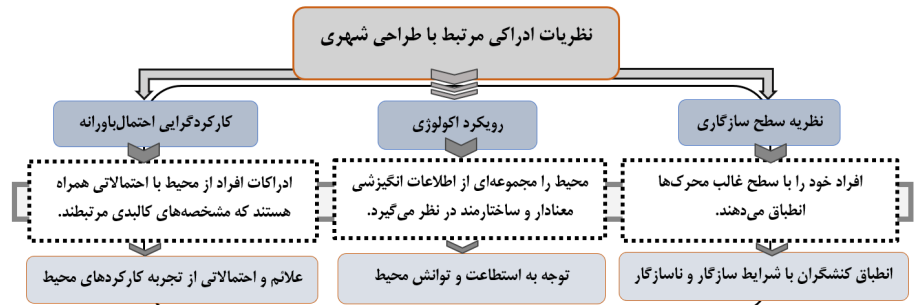 نظریات ادراکی مرتبط با طراحی شهری
نظریه سطح سازگاری
رویکرد اکولوژی
کارکردگرایی احتمال‌باورانه
افراد خود را با سطح غالب محرک‌ها
انطباق می‌دهند.
محیط را مجموعه‌ای از اطلاعات انگیزشی
معنادار و ساختارمند در نظر می‌گیرد.
ادراکات افراد از محیط با احتمالاتی همراه
هستند که مشخصه‌های کالبدی مرتبطند.
انطباق کنشگران با شرایط سازگار و ناسازگار
توجه به استطاعت و توانش محیط
علائم و احتمالاتی از تجربه کارکردهای محیط